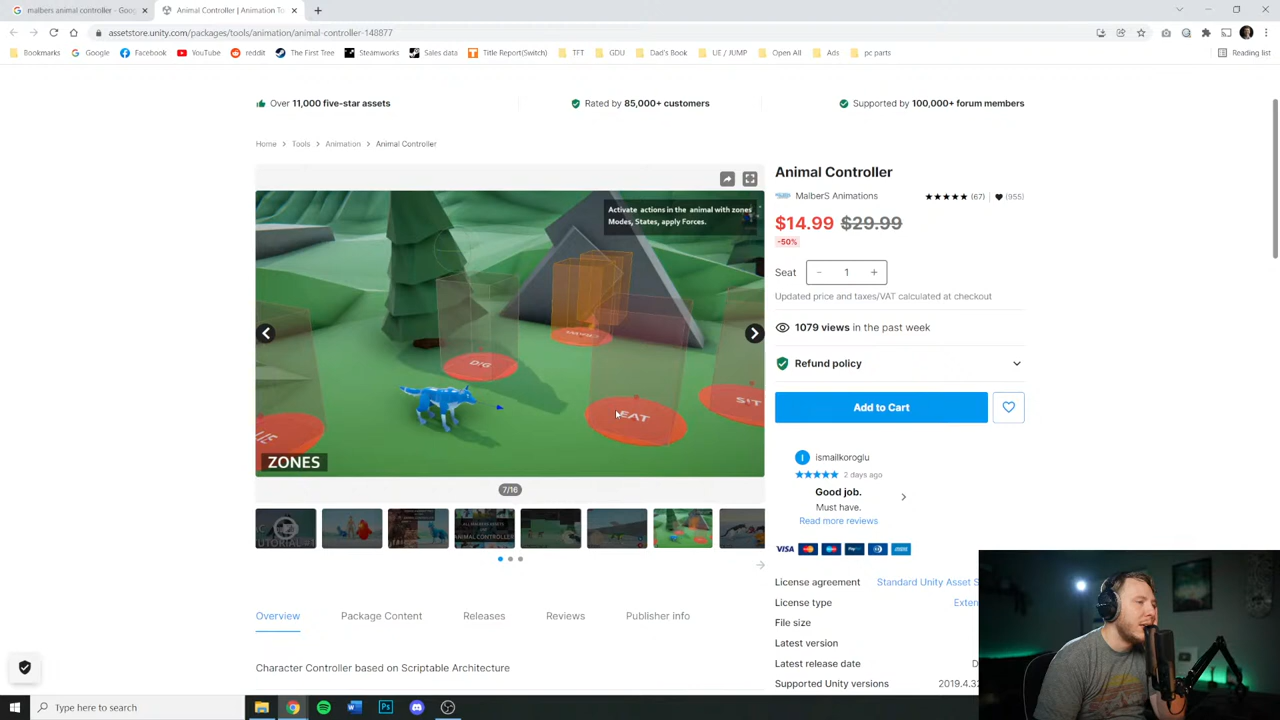 malbers animal controller - Goo
Animal Controller | Animation To
assetstore.unity.com/packages/tools/animation/animal-controller-148877
Bookmarks Google Facebook YouTube reddit The First Tree Steamworks Sales data Title Report(Switch) TFT GDU Dad's Book UE / JUMP Open All Ads pc parts Reading list
Over 11,000 five-star assets
Rated by 85,000+ customers
Supported by 100,000+ forum members
Home > Tools > Animation > Animal Controller
Animal Controller
MalberS Animations
(67) (955)
$14.99 $29.99
-50%
Seat - 1 +
Updated price and taxes/VAT calculated at checkout
1079 views in the past week
Refund policy
Add to Cart
Activate actions in the animal with zones
Modes, States, apply Forces.
DIG
EAT
SIT
ZONES
7/16
i ismailkoroglu
2 days ago
Good job.
Must have.
Read more reviews
VISA
License agreement Standard Unity Asset S
License type Exten
File size
Latest version
Latest release date D
Supported Unity versions 2019.4.32
Overview Package Content Releases Reviews Publisher info
Character Controller based on Scriptable Architecture
Type here to search